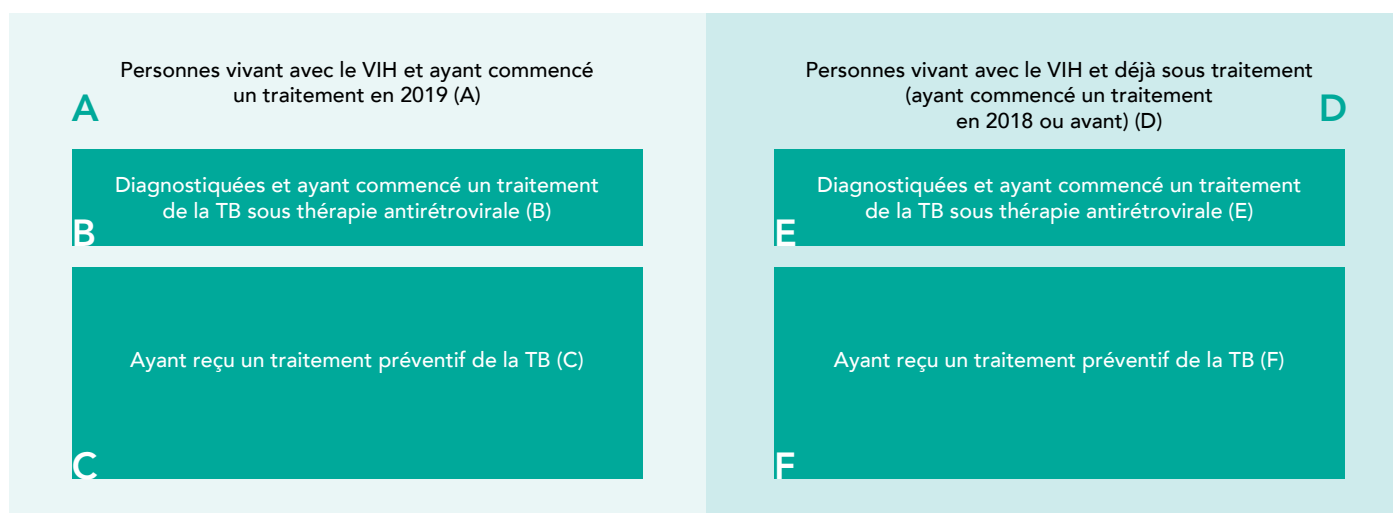 Personnes vivant avec le VIH et ayant commencé
un traitement en 2019 (A)
A
Diagnostiquées et ayant commencé un traitement
de la TB sous thérapie antirétrovirale (B)
B
Ayant reçu un traitement préventif de la TB (C)
C
Personnes vivant avec le VIH et déjà sous traitement
(ayant commencé un traitement
en 2018 ou avant) (D)
D
Diagnostiquées et ayant commencé un traitement
de la TB sous thérapie antirétrovirale (E)
E
Ayant reçu un traitement préventif de la TB (F)
F